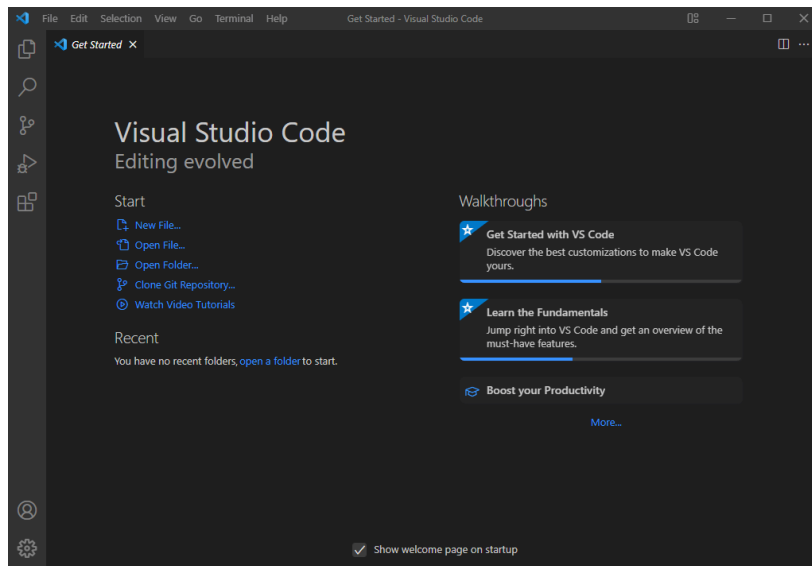 File Edit Selection View Go Terminal Help Get Started - Visual Studio Code
Get Started
Visual Studio Code
Editing evolved
Start
New File...
Open File...
Open Folder...
Clone Git Repository...
Watch Video Tutorials
Recent
You have no recent folders, open a folder to start.
Walkthroughs
Get Started with VS Code
Discover the best customizations to make VS Code
yours.
Learn the Fundamentals
Jump right into VS Code and get an overview of the
must-have features.
Boost your Productivity
More...
Show welcome page on startup